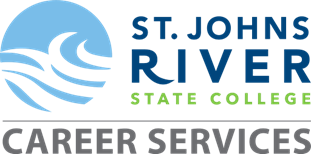 ST. JOHNS
RIVER
STATE COLLEGE
CAREER SERVICES